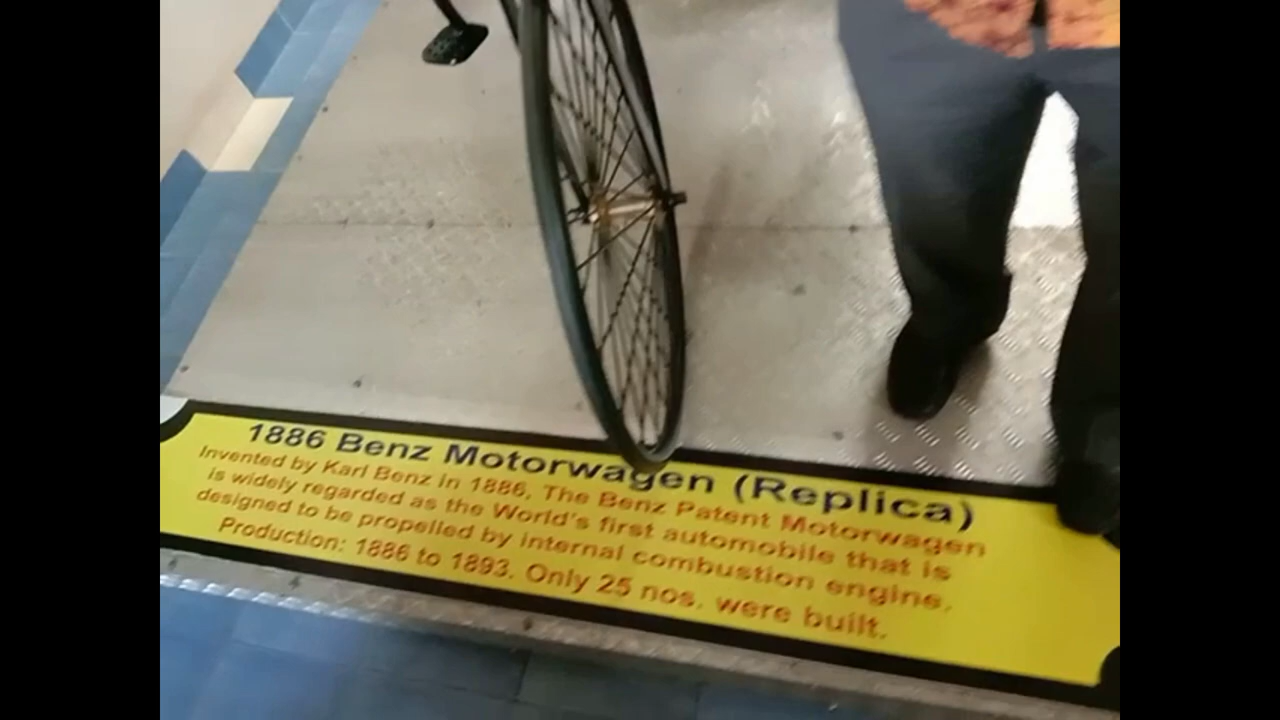 1886 Benz Motorwagen (Replica)
Invented by Karl Benz in 1886, The Benz Patent Motorwagen
is widely regarded as the World's first automobile that is
designed to be propelled by internal combustion engine.
Production: 1886 to 1893. Only 25 nos. were built.